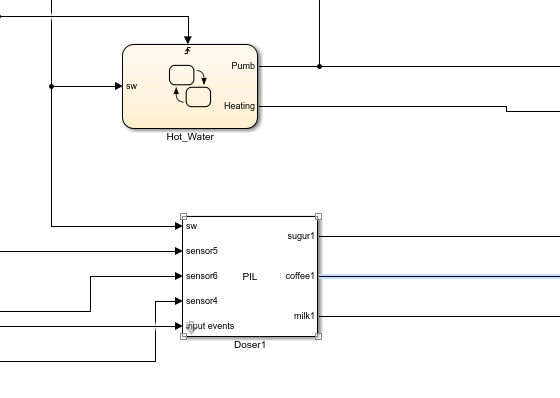 Pumb
sw
Heating
Hot_Water
sw
sugur1
sensor5
sensor6
PIL
coffee1
sensor4
milk1
input events
Doser1